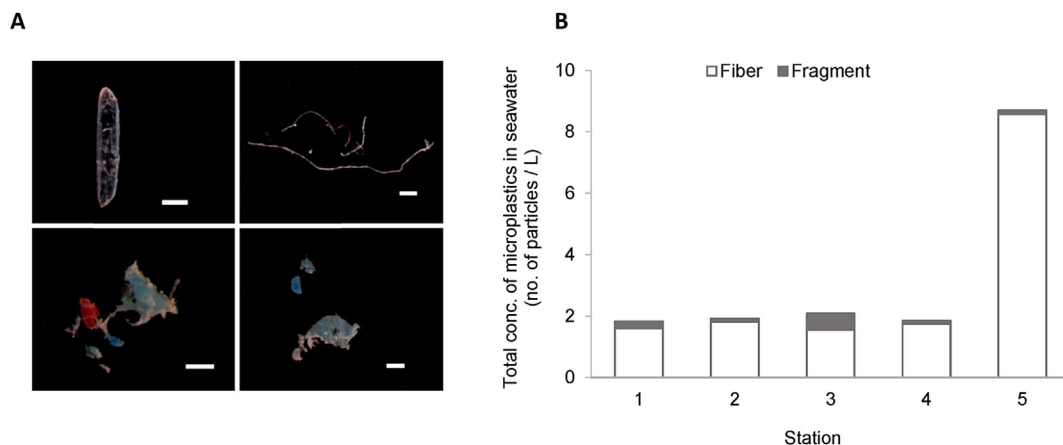 A
B
Total conc. of microplastics in seawater
(no. of particles / L)
10
8
6
4
2
0
Fiber Fragment
1 2 3 4 5
Station